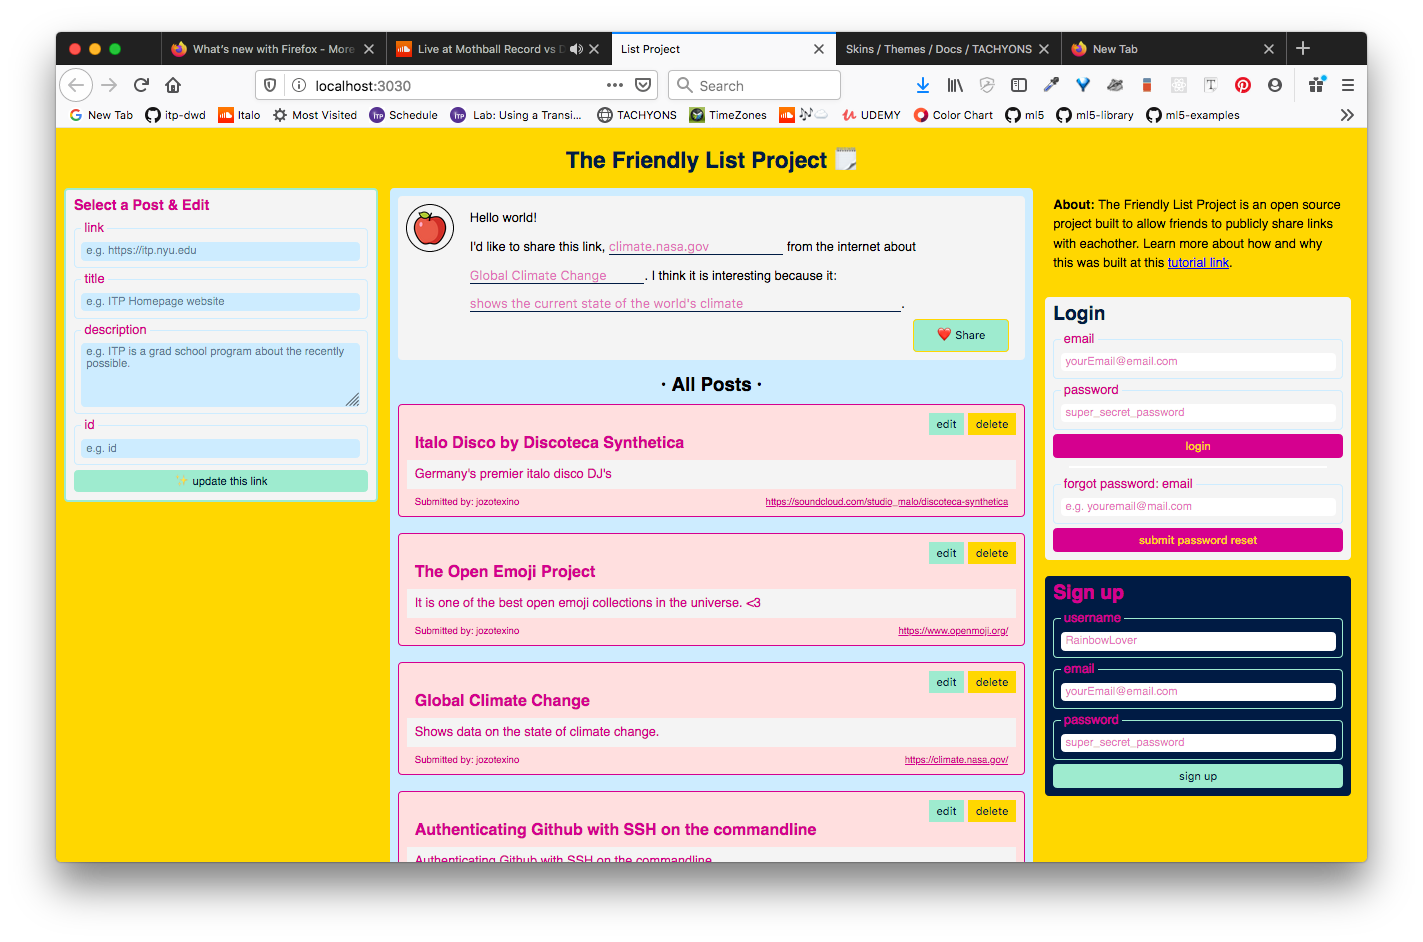 What's new with Firefox - More
Live at Mothball Record vs D
List Project
Skins / Themes / Docs / TACHYONS
New Tab
localhost:3030
Search
New Tab
itp-dwd
Italo
Most Visited
Schedule
Lab: Using a Transi...
TACHYONS
TimeZones
UDEMY
Color Chart
ml5
ml5-library
ml5-examples
The Friendly List Project
Select a Post & Edit
link
e.g. https://itp.nyu.edu
title
e.g. ITP Homepage website
description
e.g. ITP is a grad school program about the recently
possible.
id
e.g. id
✨ update this link
Hello world!
I'd like to share this link, climate.nasa.gov from the internet about
Global Climate Change . I think it is interesting because it:
shows the current state of the world's climate .
❤️ Share
· All Posts ·
edit delete
Italo Disco by Discoteca Synthetica
Germany's premier italo disco DJ's
Submitted by: jozotexino https://soundcloud.com/studio_malo/discoteca-synthetica
edit delete
The Open Emoji Project
It is one of the best open emoji collections in the universe. <3
Submitted by: jozotexino https://www.openmoji.org/
edit delete
Global Climate Change
Shows data on the state of climate change.
Submitted by: jozotexino https://climate.nasa.gov/
edit delete
Authenticating Github with SSH on the commandline
Authenticating Github with SSH on the commandline
About: The Friendly List Project is an open source
project built to allow friends to publicly share links
with eachother. Learn more about how and why
this was built at this tutorial link.
Login
email
yourEmail@email.com
password
super_secret_password
login
forgot password: email
e.g. youremail@mail.com
submit password reset
Sign up
username
RainbowLover
email
yourEmail@email.com
password
super_secret_password
sign up